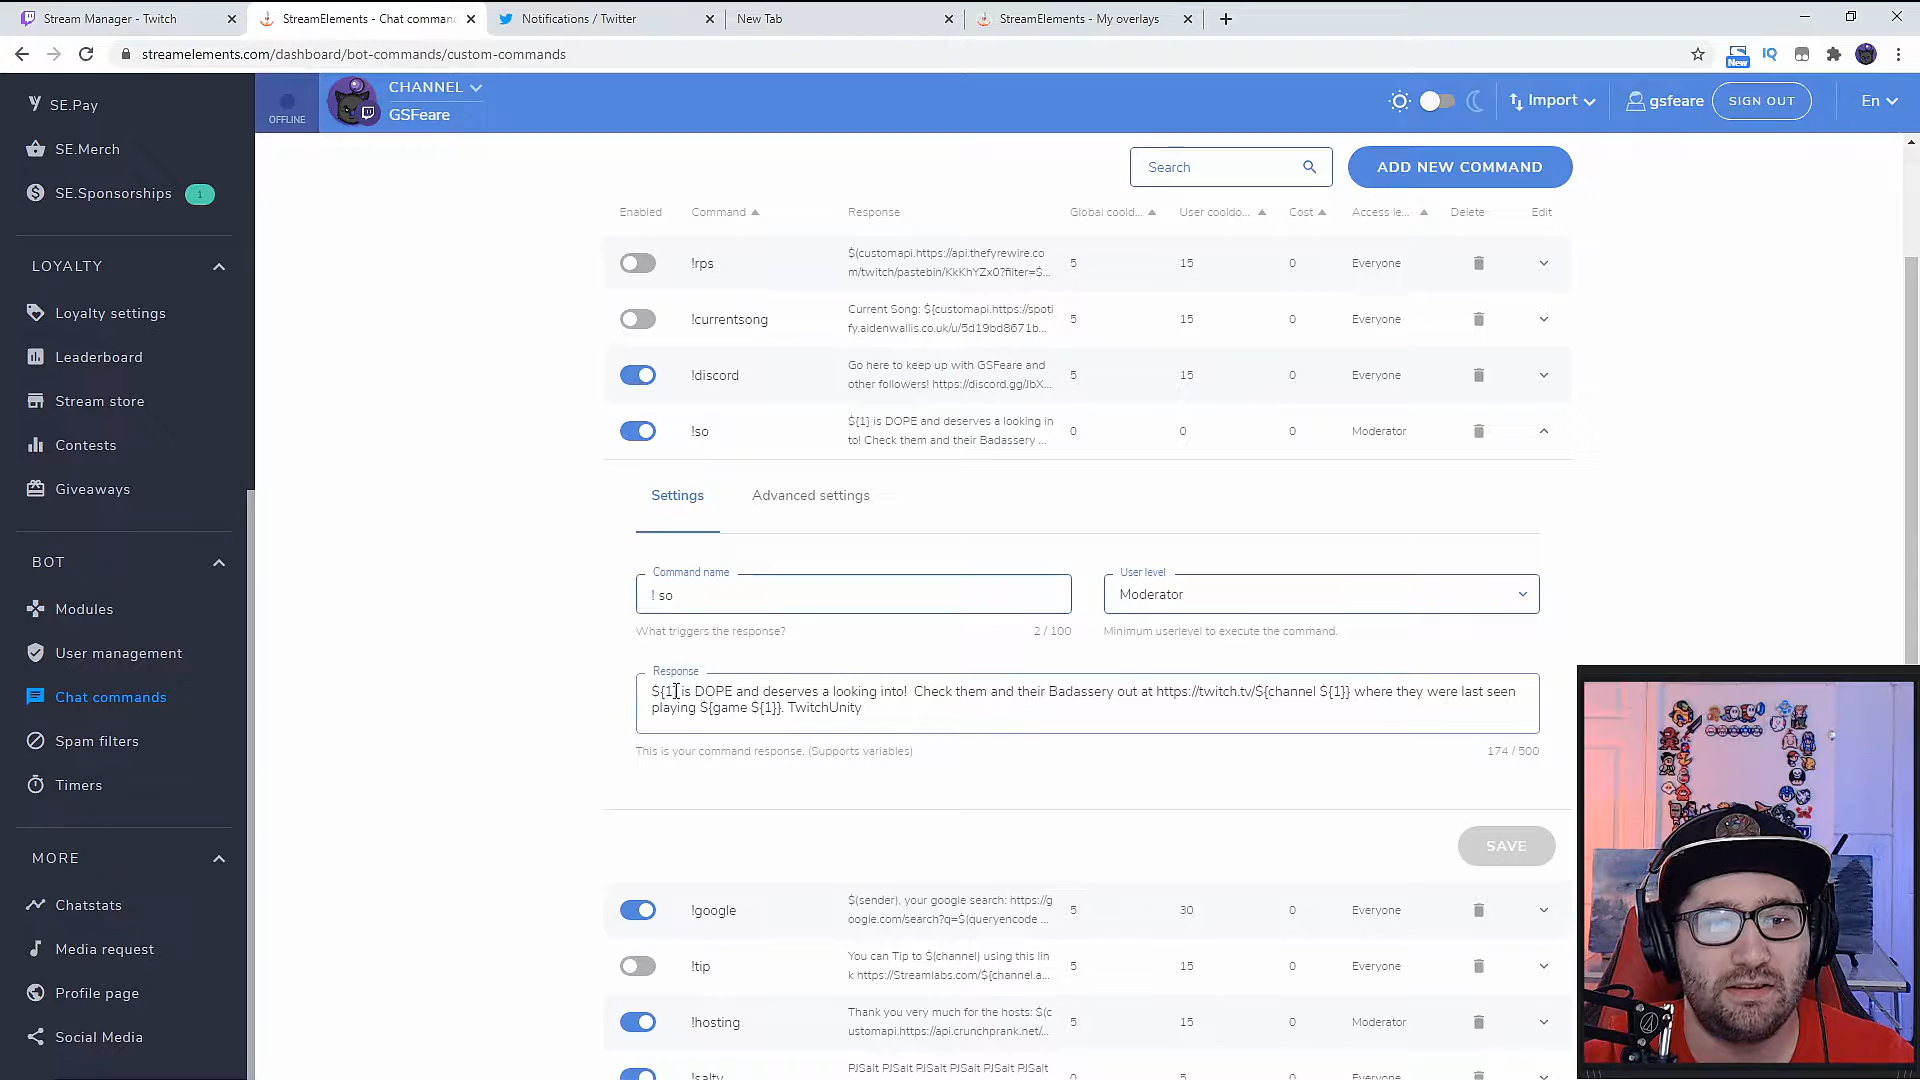 Stream Manager - Twitch
StreamElements - Chat comman
Notifications / Twitter
New Tab
StreamElements - My overlays
streamelements.com/dashboard/bot-commands/custom-commands
New
IQ
OFFLINE
CHANNEL
GSFeare
Import
gsfeare
SIGN OUT
En
SE.Pay
SE.Merch
SE.Sponsorships 1
LOYALTY
Loyalty settings
Leaderboard
Stream store
Contests
Giveaways
BOT
Modules
User management
Chat commands
Spam filters
Timers
MORE
Chatstats
Media request
Profile page
Social Media
Search
ADD NEW COMMAND
Enabled Command Response Global coold... User cooldo... Cost Access le... Delete Edit
!rps
$(customapi.https://api.thefyrewire.co
m/twitch/pastebin/KkKhYZx0?filter=$...
5 15 0 Everyone
!currentsong
Current Song: ${customapi.https://spoti
fy.aidenwallis.co.uk/u/5d19bd8671b...
5 15 0 Everyone
!discord
Go here to keep up with GSFeare and
other followers! https://discord.gg/JbX...
5 15 0 Everyone
!so
${1} is DOPE and deserves a looking in
to! Check them and their Badassery ...
0 0 0 Moderator
Settings
Advanced settings
Command name
! so
What triggers the response?
2 / 100
User level
Moderator
Minimum userlevel to execute the command.
Response
${1} is DOPE and deserves a looking into!  Check them and their Badassery out at https://twitch.tv/${channel ${1}} where they were last seen
playing ${game ${1}}. TwitchUnity
This is your command response. (Supports variables)
174 / 500
SAVE
!google
$(sender), your google search: https://g
oogle.com/search?q=$(queryencode ...
5 30 0 Everyone
!tip
You can Tip to $(channel) using this lin
k https://Streamlabs.com/${channel.a...
5 15 0 Everyone
!hosting
Thank you very much for the hosts: $(c
ustomapi.https://api.crunchprank.net/...
5 15 0 Moderator
!salty
PJSalt PJSalt PJSalt PJSalt PJSalt
0 5 0 Everyone